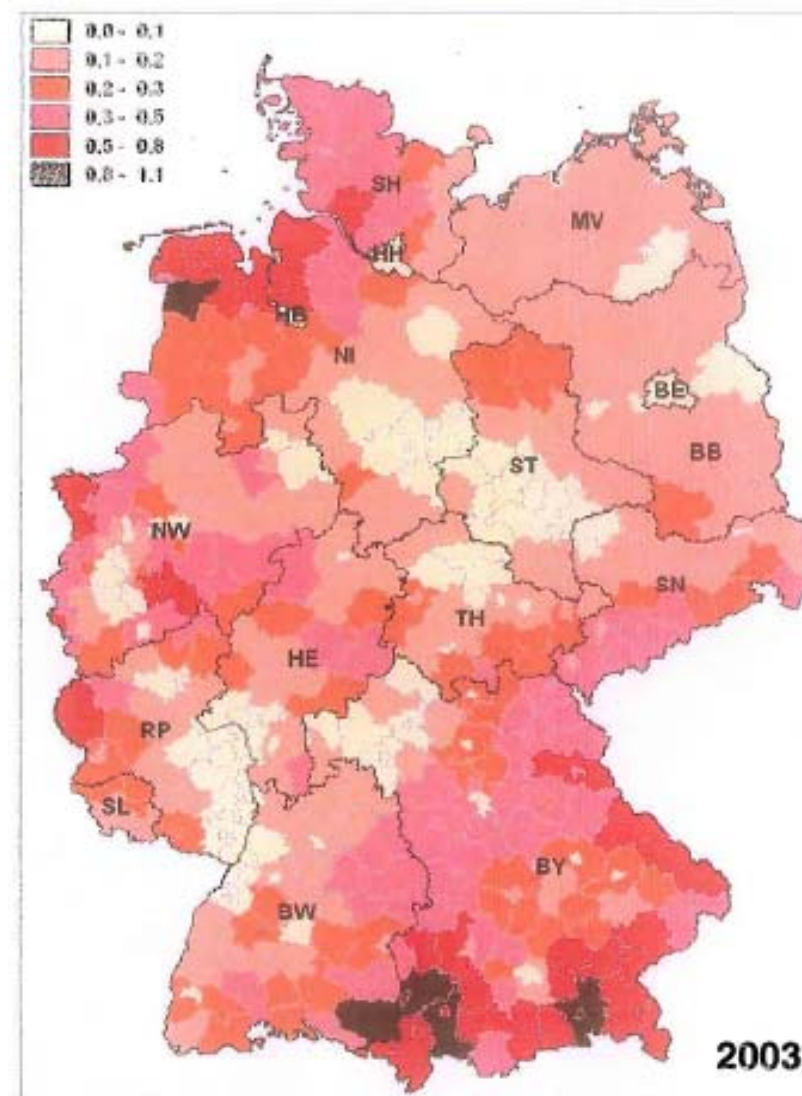 0.0 - 0.1
0.1 - 0.2
0.2 - 0.3
0.3 - 0.5
0.5 - 0.8
0.8 - 1.1
SH
MV
HH
HB
NI
BE
BB
ST
NW
SN
TH
HE
RP
SL
BY
BW
2003